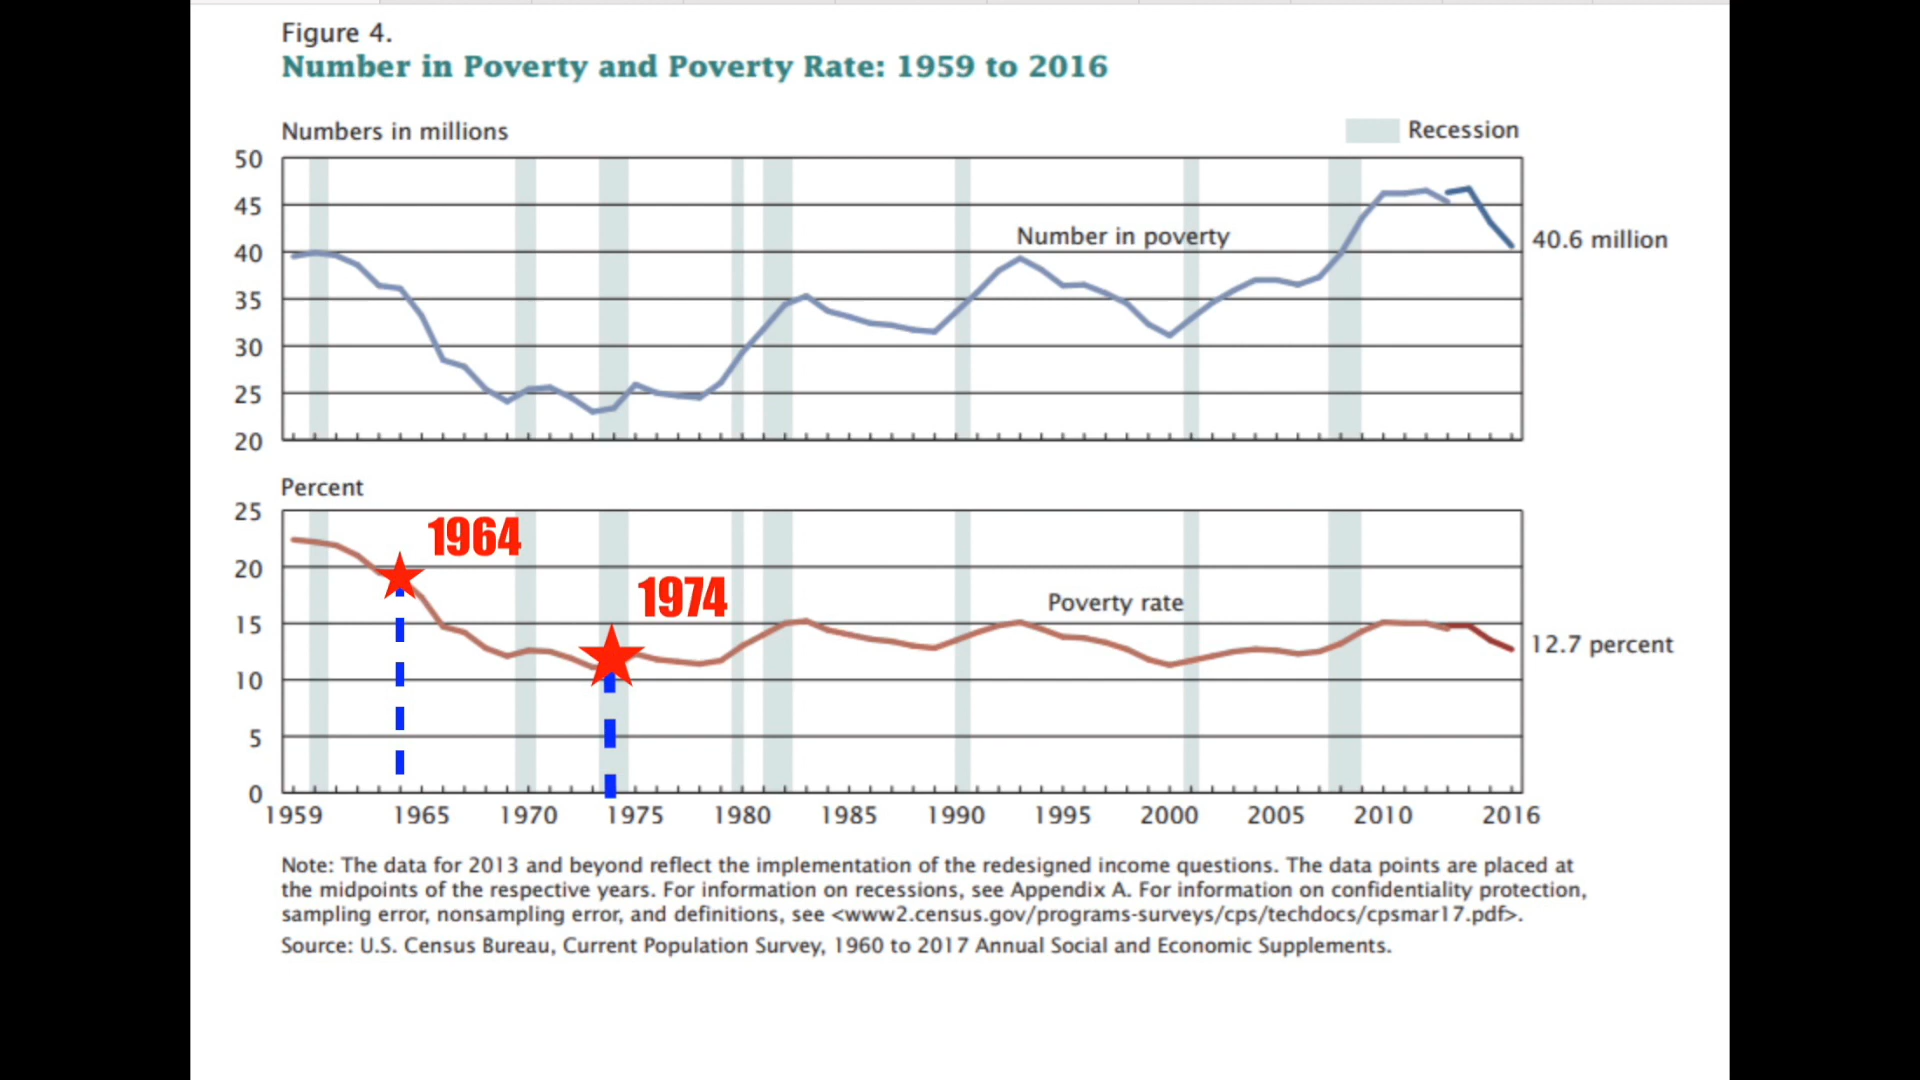 Figure 4.
Number in Poverty and Poverty Rate: 1959 to 2016
Numbers in millions
Recession
50
45
40
35
30
25
20
Number in poverty
40.6 million
Percent
25
20
15
10
5
0
1964
1974
Poverty rate
12.7 percent
1959 1965 1970 1975 1980 1985 1990 1995 2000 2005 2010 2016
Note: The data for 2013 and beyond reflect the implementation of the redesigned income questions. The data points are placed at
the midpoints of the respective years. For information on recessions, see Appendix A. For information on confidentiality protection,
sampling error, nonsampling error, and definitions, see <www2.census.gov/programs-surveys/cps/techdocs/cpsmar17.pdf>.
Source: U.S. Census Bureau, Current Population Survey, 1960 to 2017 Annual Social and Economic Supplements.